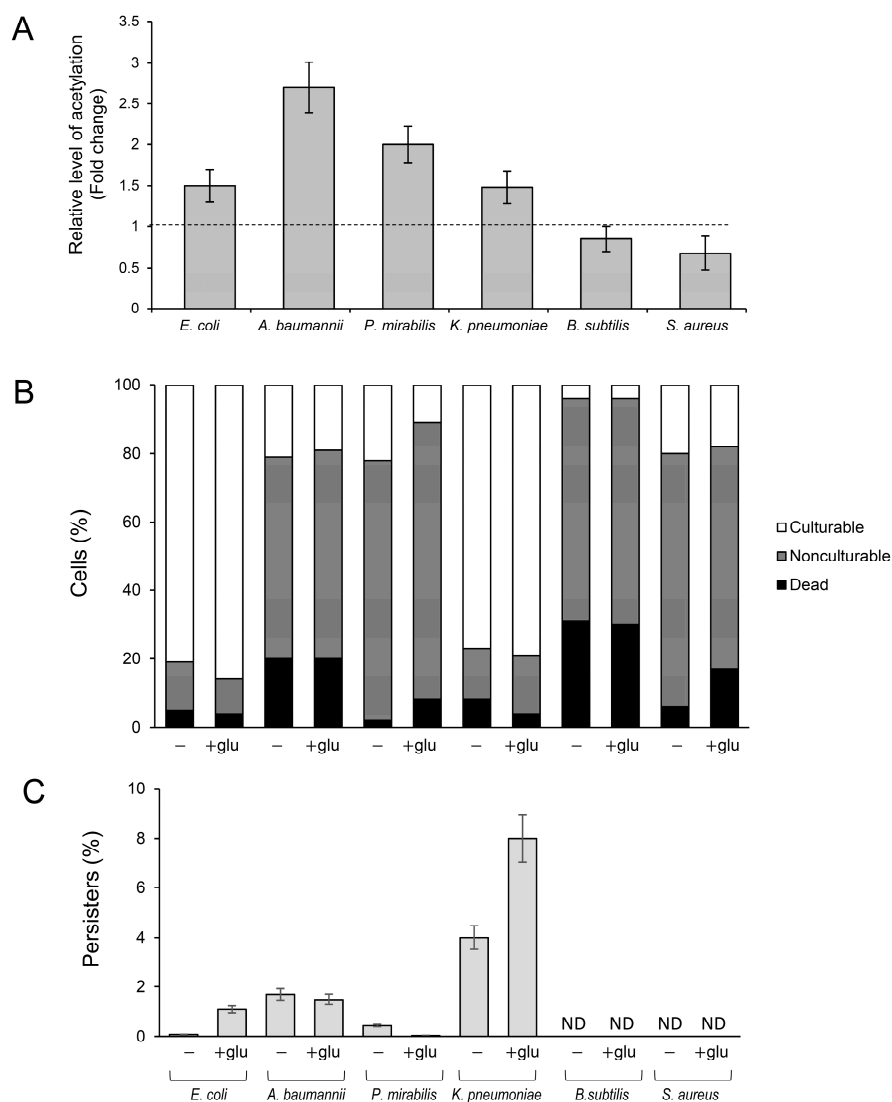 A
Relative level of acetylation
(Fold change)
3.5
3
2.5
2
1.5
1
0.5
0
E. coli A. baumannii P. mirabilis K. pneumoniae B. subtilis S. aureus
B
Cells (%)
100
80
60
40
20
0
Culturable
Nonculturable
Dead
– +glu – +glu – +glu – +glu – +glu – +glu
C
Persisters (%)
10
8
6
4
2
0
ND ND ND ND
– +glu – +glu – +glu – +glu – +glu – +glu
E. coli A. baumannii P. mirabilis K. pneumoniae B.subtilis S. aureus